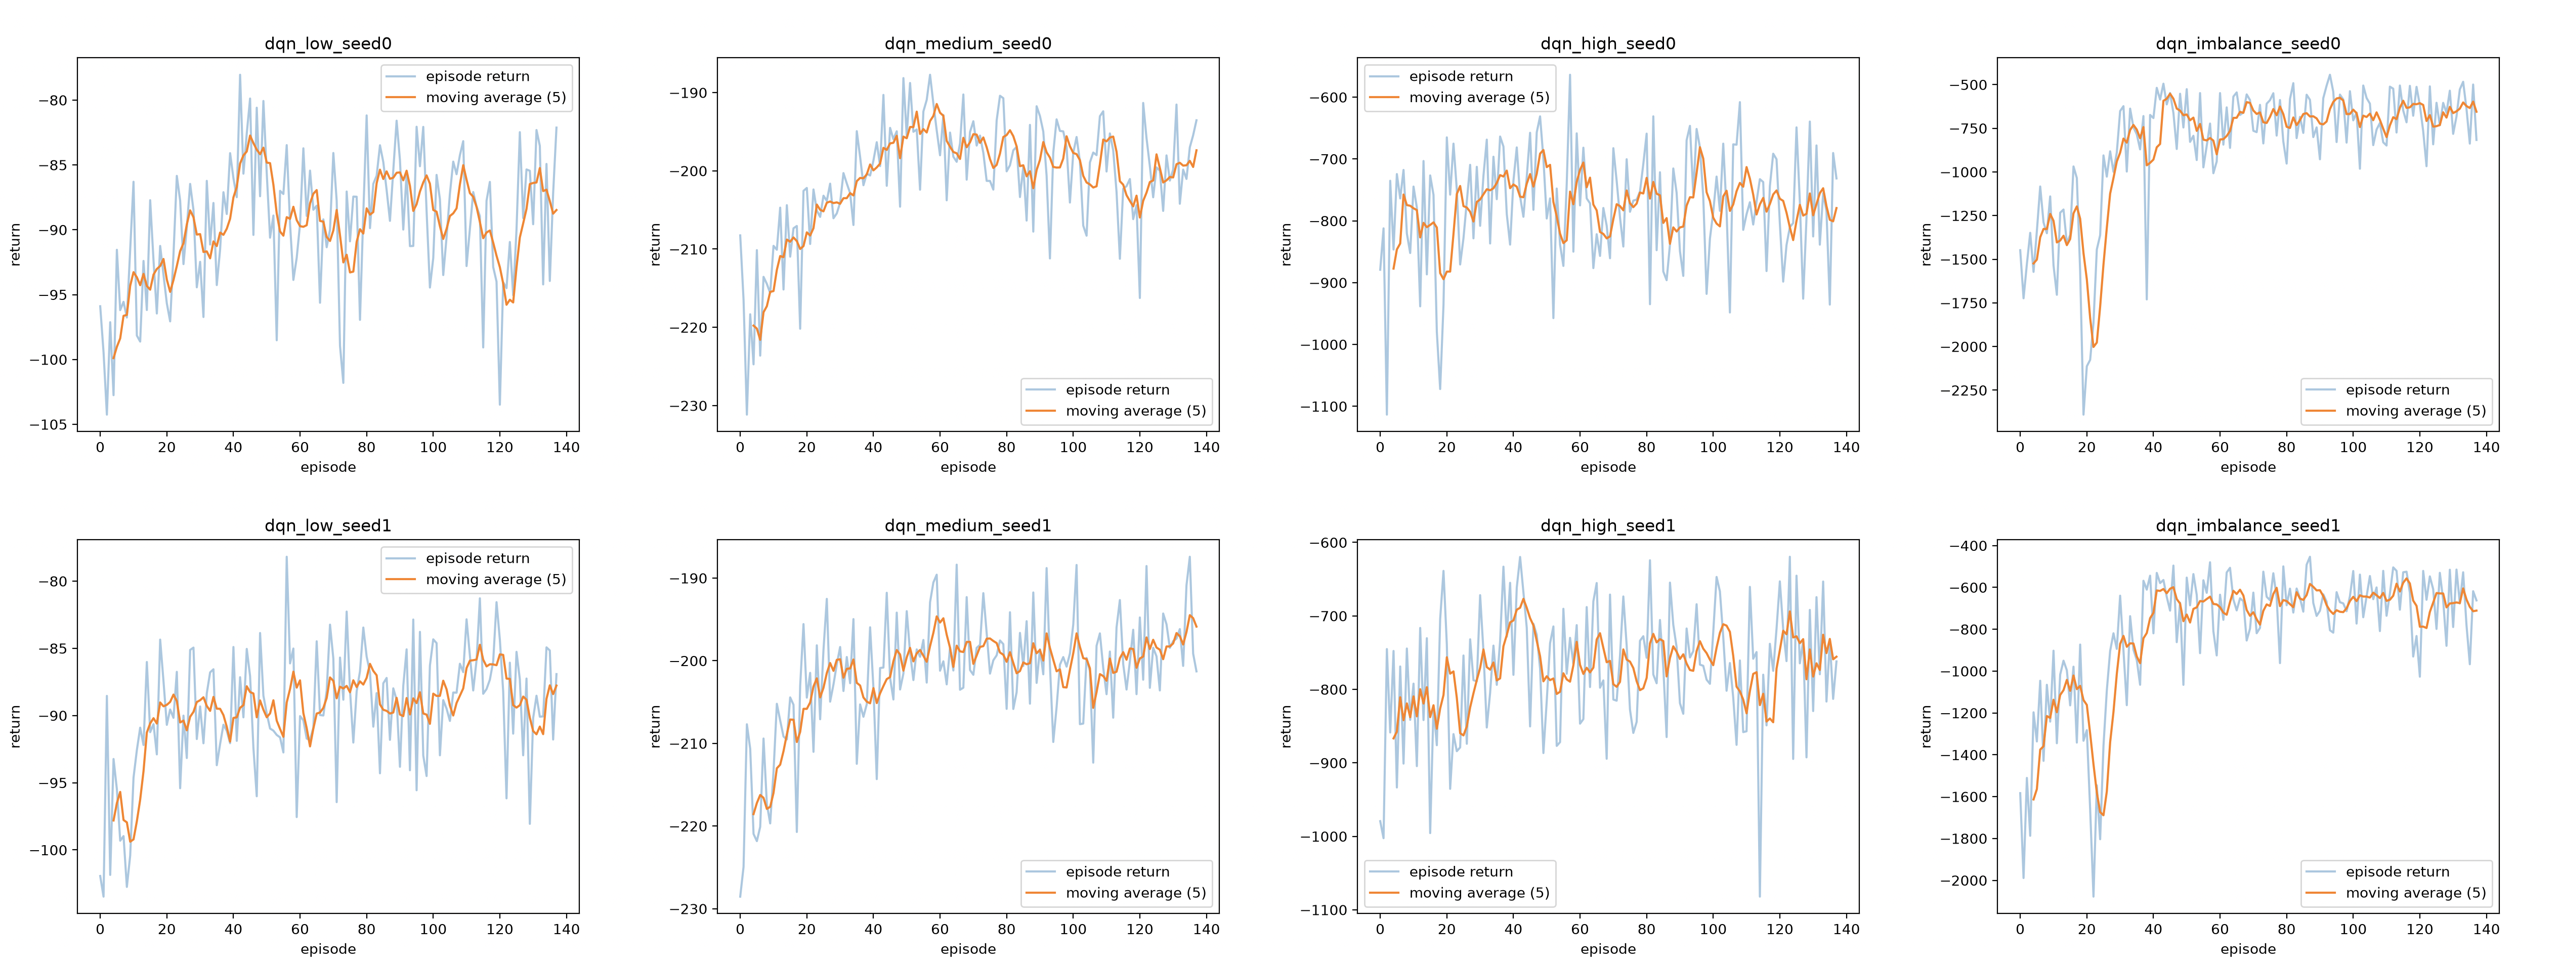 dqn_low_seed0
episode return
moving average (5)
−80
−85
−90
−95
−100
−105
return
0 20 40 60 80 100 120 140
episode
dqn_medium_seed0
−190
−200
−210
−220
−230
return
episode return
moving average (5)
0 20 40 60 80 100 120 140
episode
dqn_high_seed0
episode return
moving average (5)
−600
−700
−800
−900
−1000
−1100
return
0 20 40 60 80 100 120 140
episode
dqn_imbalance_seed0
−500
−750
−1000
−1250
−1500
−1750
−2000
−2250
return
episode return
moving average (5)
0 20 40 60 80 100 120 140
episode
dqn_low_seed1
episode return
moving average (5)
−80
−85
−90
−95
−100
return
0 20 40 60 80 100 120 140
episode
dqn_medium_seed1
−190
−200
−210
−220
−230
return
episode return
moving average (5)
0 20 40 60 80 100 120 140
episode
dqn_high_seed1
−600
−700
−800
−900
−1000
−1100
return
episode return
moving average (5)
0 20 40 60 80 100 120 140
episode
dqn_imbalance_seed1
−400
−600
−800
−1000
−1200
−1400
−1600
−1800
−2000
return
episode return
moving average (5)
0 20 40 60 80 100 120 140
episode